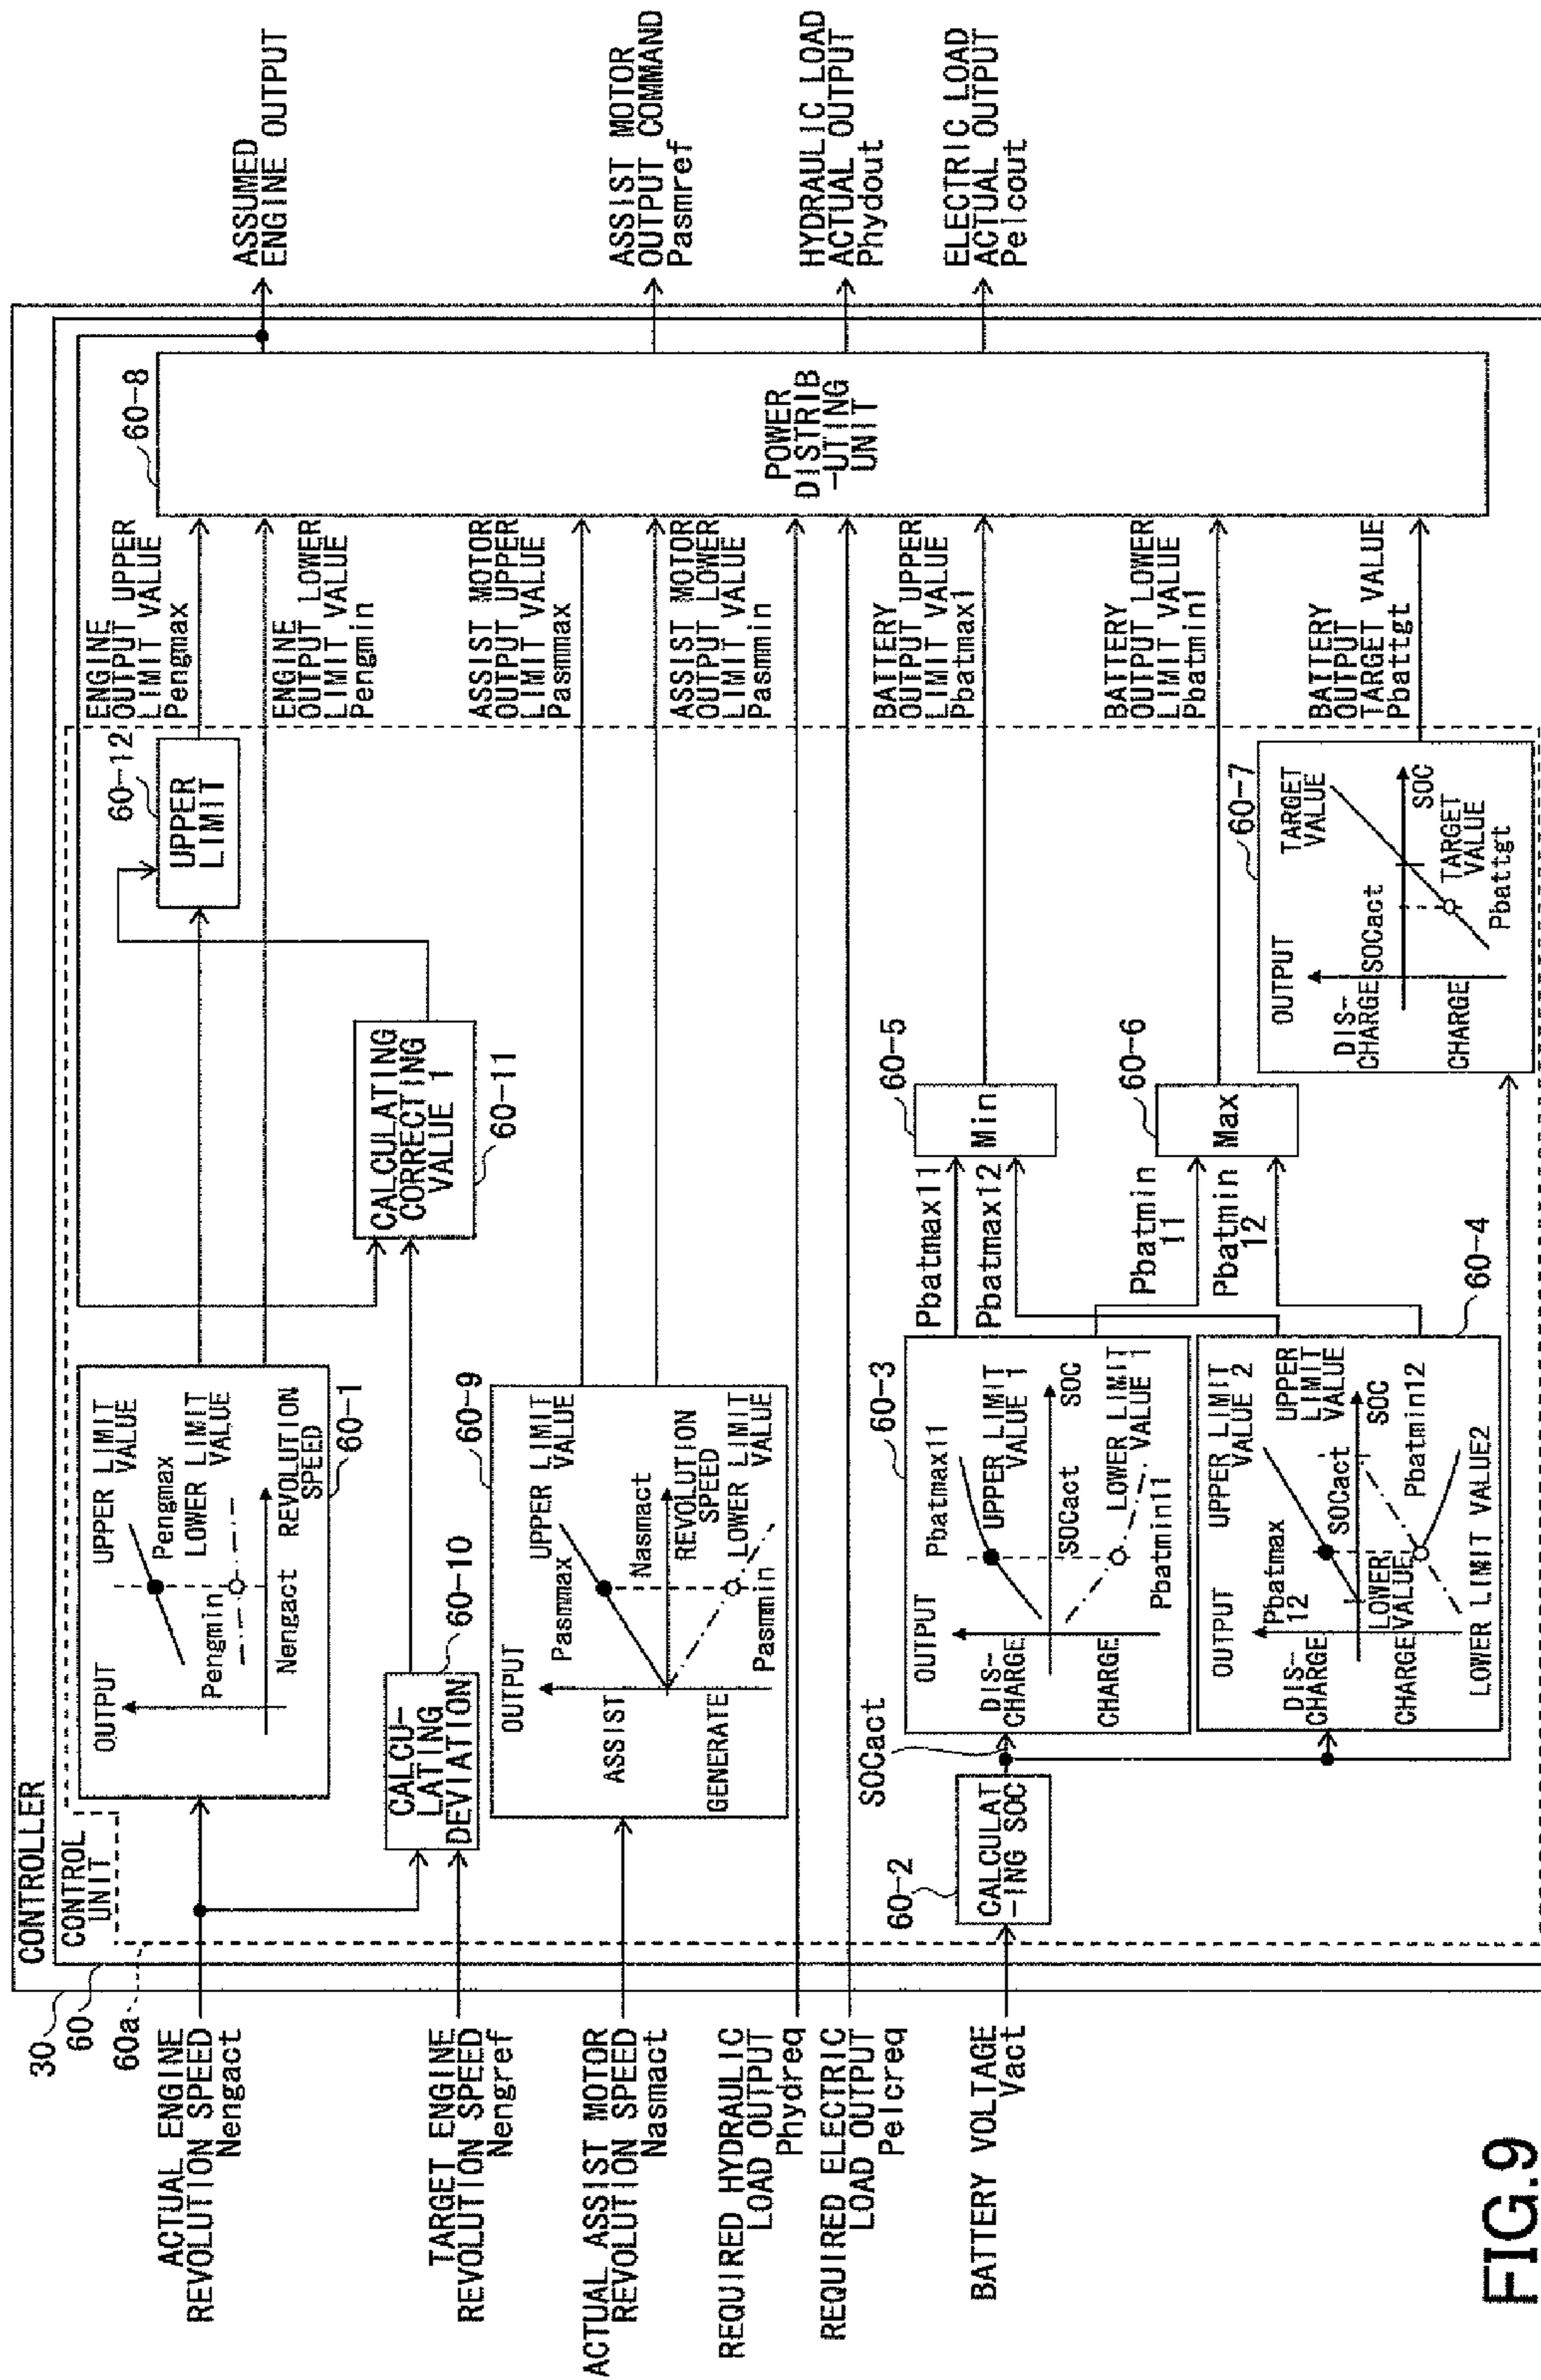 CONTROLLER
30
60
60a
CONTROL
UNIT
ACTUAL ENGINE
REVOLUTION SPEED
Nengact
TARGET ENGINE
REVOLUTION SPEED
Nengref
ACTUAL ASSIST MOTOR
REVOLUTION SPEED
Nasmact
REQUIRED HYDRAULIC
LOAD OUTPUT
Phydreq
REQUIRED ELECTRIC
LOAD OUTPUT
Pelcreq
BATTERY VOLTAGE
Vact
OUTPUT
UPPER LIMIT
VALUE
Pengmax
LOWER LIMIT
VALUE
Pengmin
Nengact
REVOLUTION
SPEED
60-1
CALCU-
LATING
DEVIATION
60-10
CALCULATING
CORRECTING
VALUE 1
60-11
UPPER
LIMIT
60-12
60-9
OUTPUT
UPPER LIMIT
VALUE
Pasmmax
ASSIST
Nasmact
REVOLUTION
SPEED
GENERATE
LOWER LIMIT
VALUE
Pasmmin
60-2
CALCULAT
-ING SOC
SOCact
60-3
OUTPUT
Pbatmax11
UPPER LIMIT
VALUE 1
DIS-
CHARGE
SOCact
SOC
CHARGE
LOWER LIMIT
VALUE 1
Pbatmin11
60-4
OUTPUT
UPPER LIMIT
VALUE 2
Pbatmax
12
UPPER
LIMIT
VALUE
DIS-
CHARGE
SOCact
SOC
LOWER
VALUE
CHARGE
Pbatmin12
LOWER LIMIT VALUE2
Pbatmax11
Pbatmax12
60-5
Min
Pbatmin
11
Pbatmin
12
60-6
Max
60-7
OUTPUT
TARGET
VALUE
DIS-
CHARGE
SOCact
SOC
CHARGE
TARGET
VALUE
Pbattgt
ENGINE
OUTPUT UPPER
LIMIT VALUE
Pengmax
ENGINE
OUTPUT LOWER
LIMIT VALUE
Pengmin
ASSIST MOTOR
OUTPUT UPPER
LIMIT VALUE
Pasmmax
ASSIST MOTOR
OUTPUT LOWER
LIMIT VALUE
Pasmmin
BATTERY
OUTPUT UPPER
LIMIT VALUE
Pbatmax1
BATTERY
OUTPUT LOWER
LIMIT VALUE
Pbatmin1
BATTERY
OUTPUT
TARGET VALUE
Pbattgt
60-8
POWER
DISTRIB
-UTING
UNIT
ASSUMED
ENGINE OUTPUT
ASSIST MOTOR
OUTPUT COMMAND
Pasmref
HYDRAULIC LOAD
ACTUAL OUTPUT
Phydout
ELECTRIC LOAD
ACTUAL OUTPUT
Pelcout
FIG.9